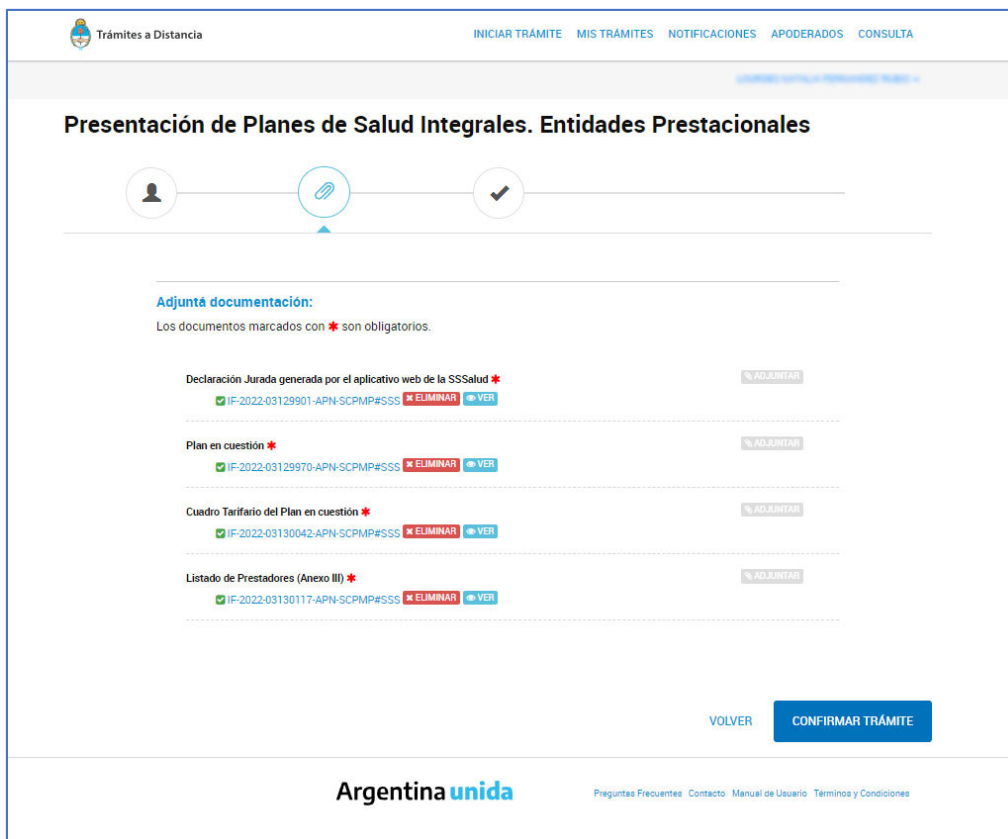 Trámites a Distancia
INICIAR TRÁMITE MIS TRÁMITES NOTIFICACIONES APODERADOS CONSULTA
Presentación de Planes de Salud Integrales. Entidades Prestacionales
Adjuntá documentación:
Los documentos marcados con * son obligatorios.
Declaración Jurada generada por el aplicativo web de la SSSalud * ADJUNTAR
IF-2022-03129901-APN-SCPMP#SSS ELIMINAR VER
Plan en cuestión * ADJUNTAR
IF-2022-03129970-APN-SCPMP#SSS ELIMINAR VER
Cuadro Tarifario del Plan en cuestión * ADJUNTAR
IF-2022-03130042-APN-SCPMP#SSS ELIMINAR VER
Listado de Prestadores (Anexo III) * ADJUNTAR
IF-2022-03130117-APN-SCPMP#SSS ELIMINAR VER
VOLVER CONFIRMAR TRÁMITE
Argentina unida
Preguntas Frecuentes Contacto Manual de Usuario Términos y Condiciones